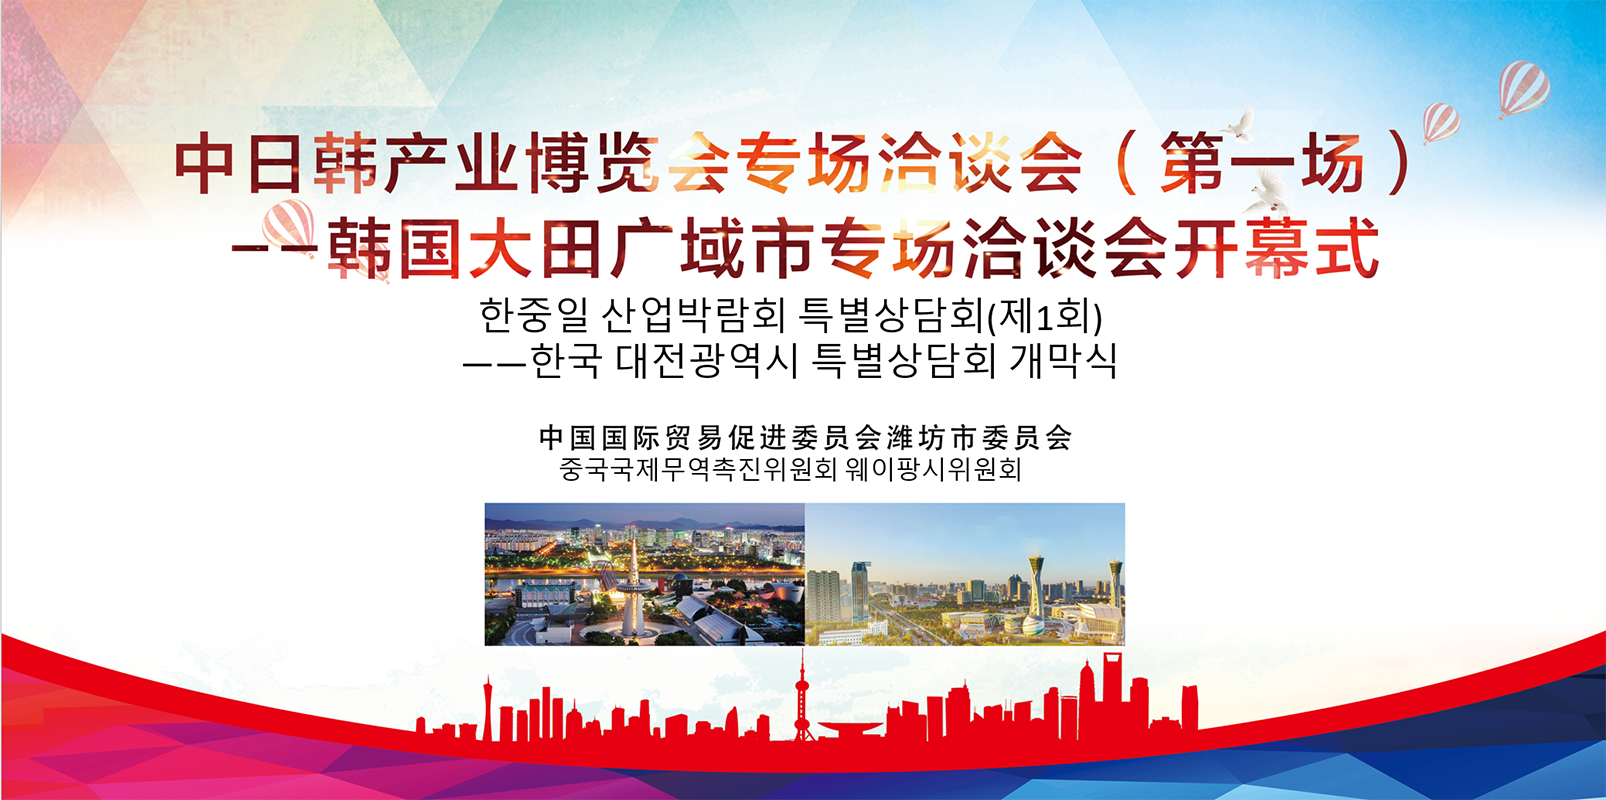 中日韩产业博览会专场洽谈会（第一场）
——韩国大田广域市专场洽谈会开幕式
한중일 산업박람회 특별상담회(제1회)
——한국 대전광역시 특별상담회 개막식
中国国际贸易促进委员会潍坊市委员会
중국국제무역촉진위원회 웨이팡시위원회